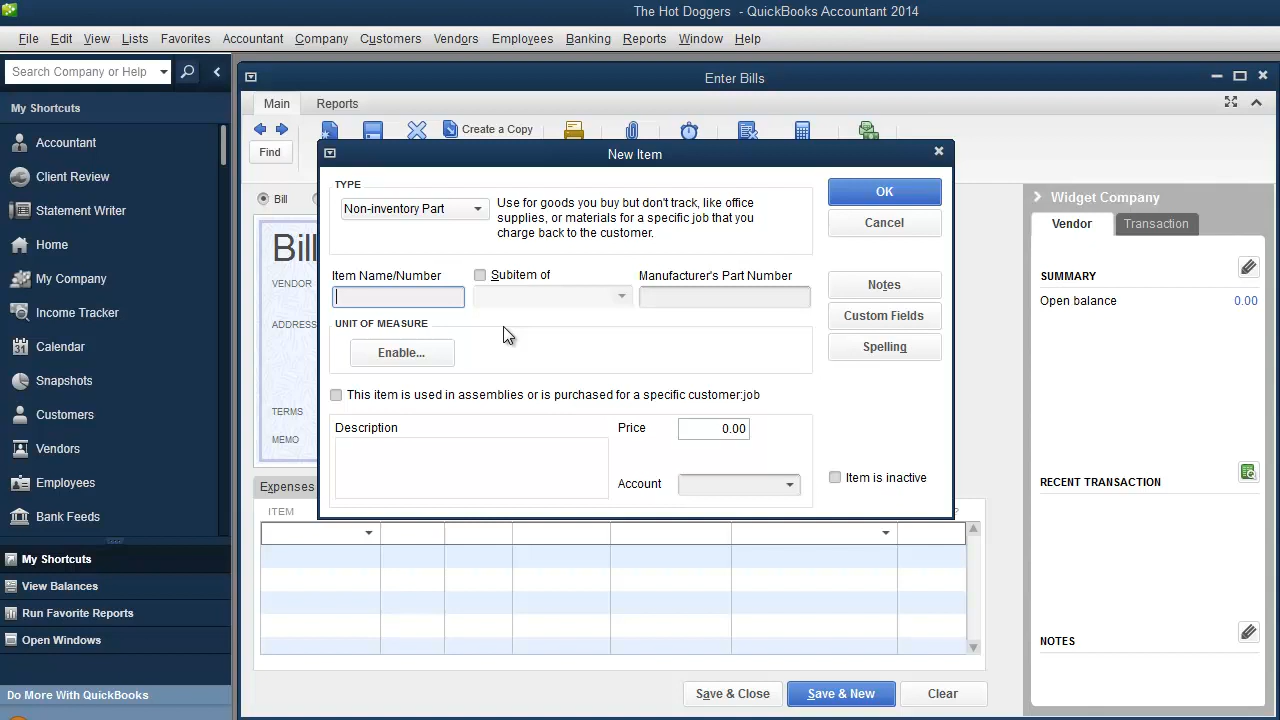 The Hot Doggers - QuickBooks Accountant 2014
File Edit View Lists Favorites Accountant Company Customers Vendors Employees Banking Reports Window Help
Search Company or Help
My Shortcuts
Accountant
Client Review
Statement Writer
Home
My Company
Income Tracker
31 Calendar
Snapshots
Customers
Vendors
Employees
Bank Feeds
My Shortcuts
View Balances
Run Favorite Reports
Open Windows
Do More With QuickBooks
Enter Bills
Main Reports
Create a Copy
Find
Bill
Bill
VENDOR
ADDRESS
TERMS
MEMO
Expenses
ITEM
?
New Item
TYPE
Non-inventory Part
Use for goods you buy but don't track, like office
supplies, or materials for a specific job that you
charge back to the customer.
OK
Cancel
Item Name/Number Subitem of Manufacturer's Part Number
Notes
Custom Fields
Spelling
UNIT OF MEASURE
Enable...
This item is used in assemblies or is purchased for a specific customer:job
Description Price 0.00
Account
Item is inactive
Save & Close Save & New Clear
Widget Company
Vendor Transaction
SUMMARY
Open balance 0.00
RECENT TRANSACTION
NOTES